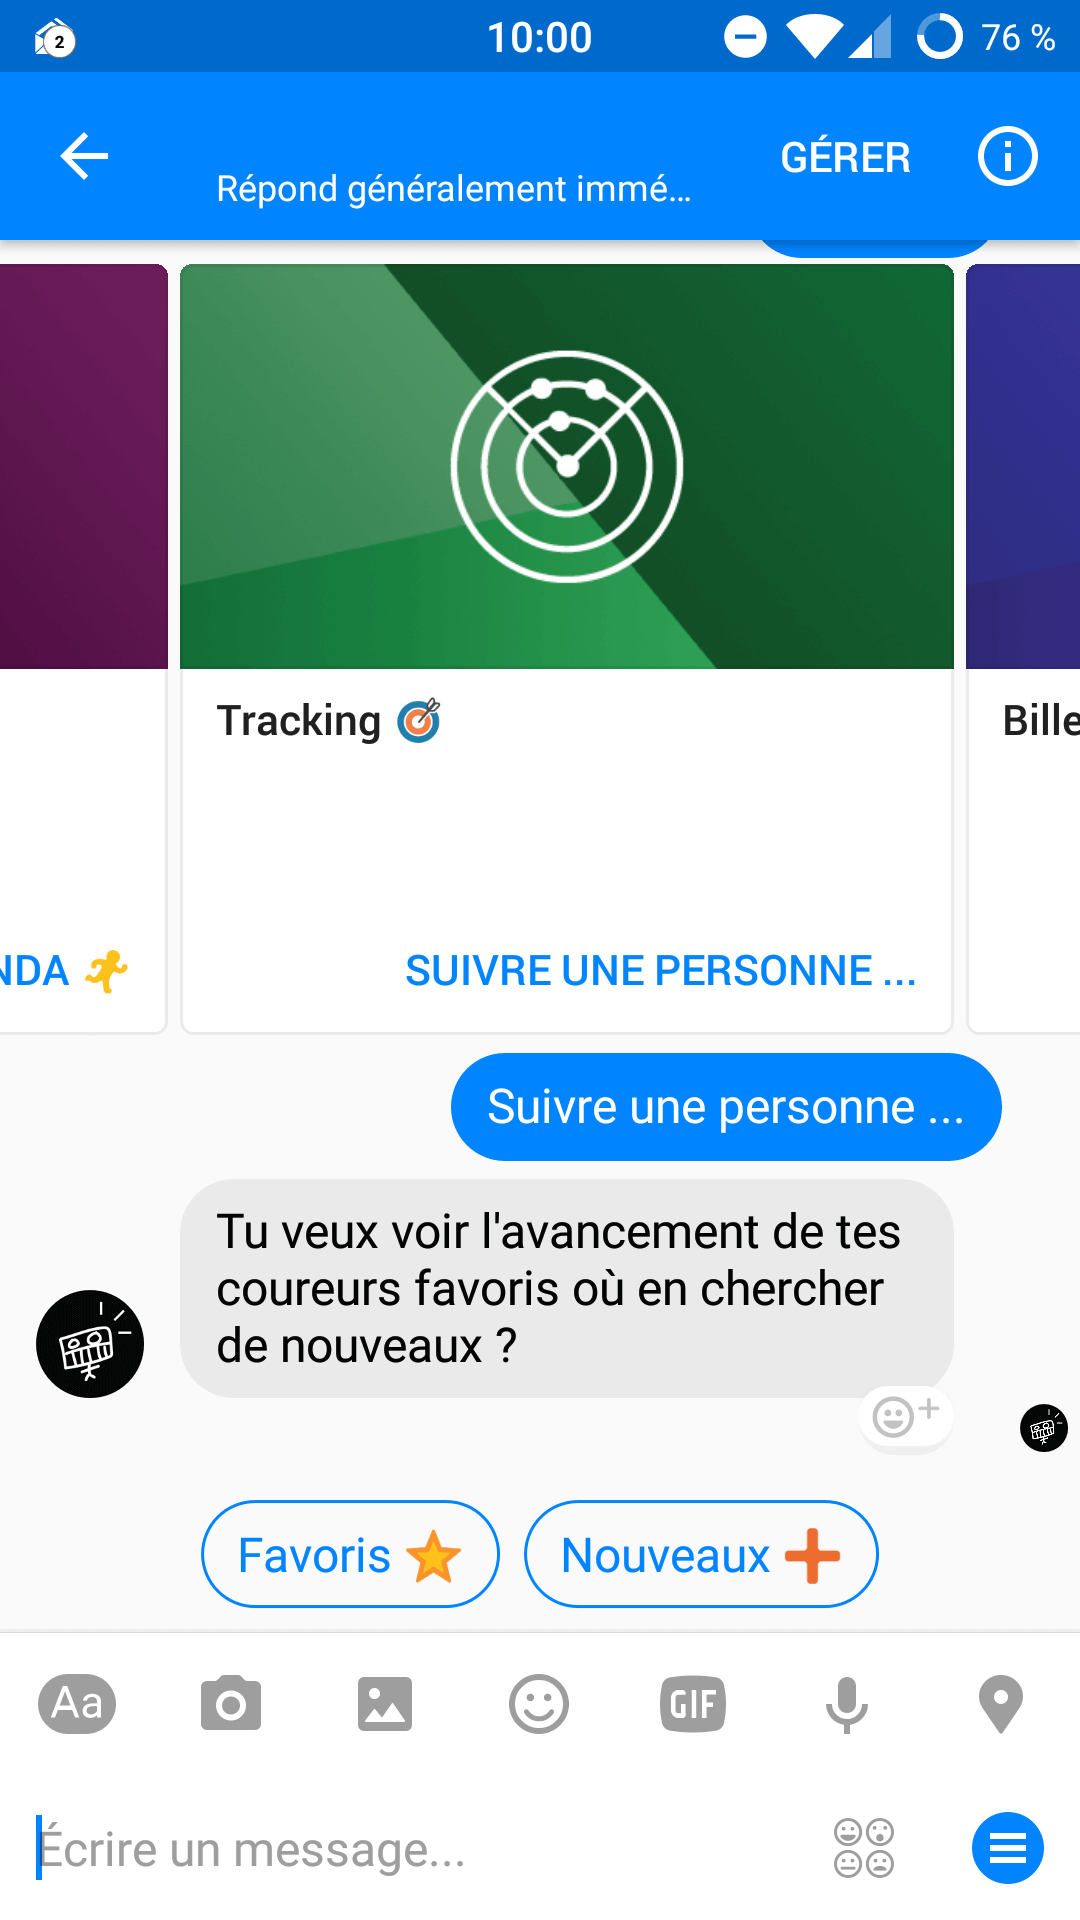 2
10:00
76 %
Répond généralement immé...
GÉRER
Tracking
Bille
NDA
SUIVRE UNE PERSONNE ...
Suivre une personne ...
Tu veux voir l'avancement de tes
coureurs favoris où en chercher
de nouveaux ?
Favoris
Nouveaux
Aa
GIF
Écrire un message...